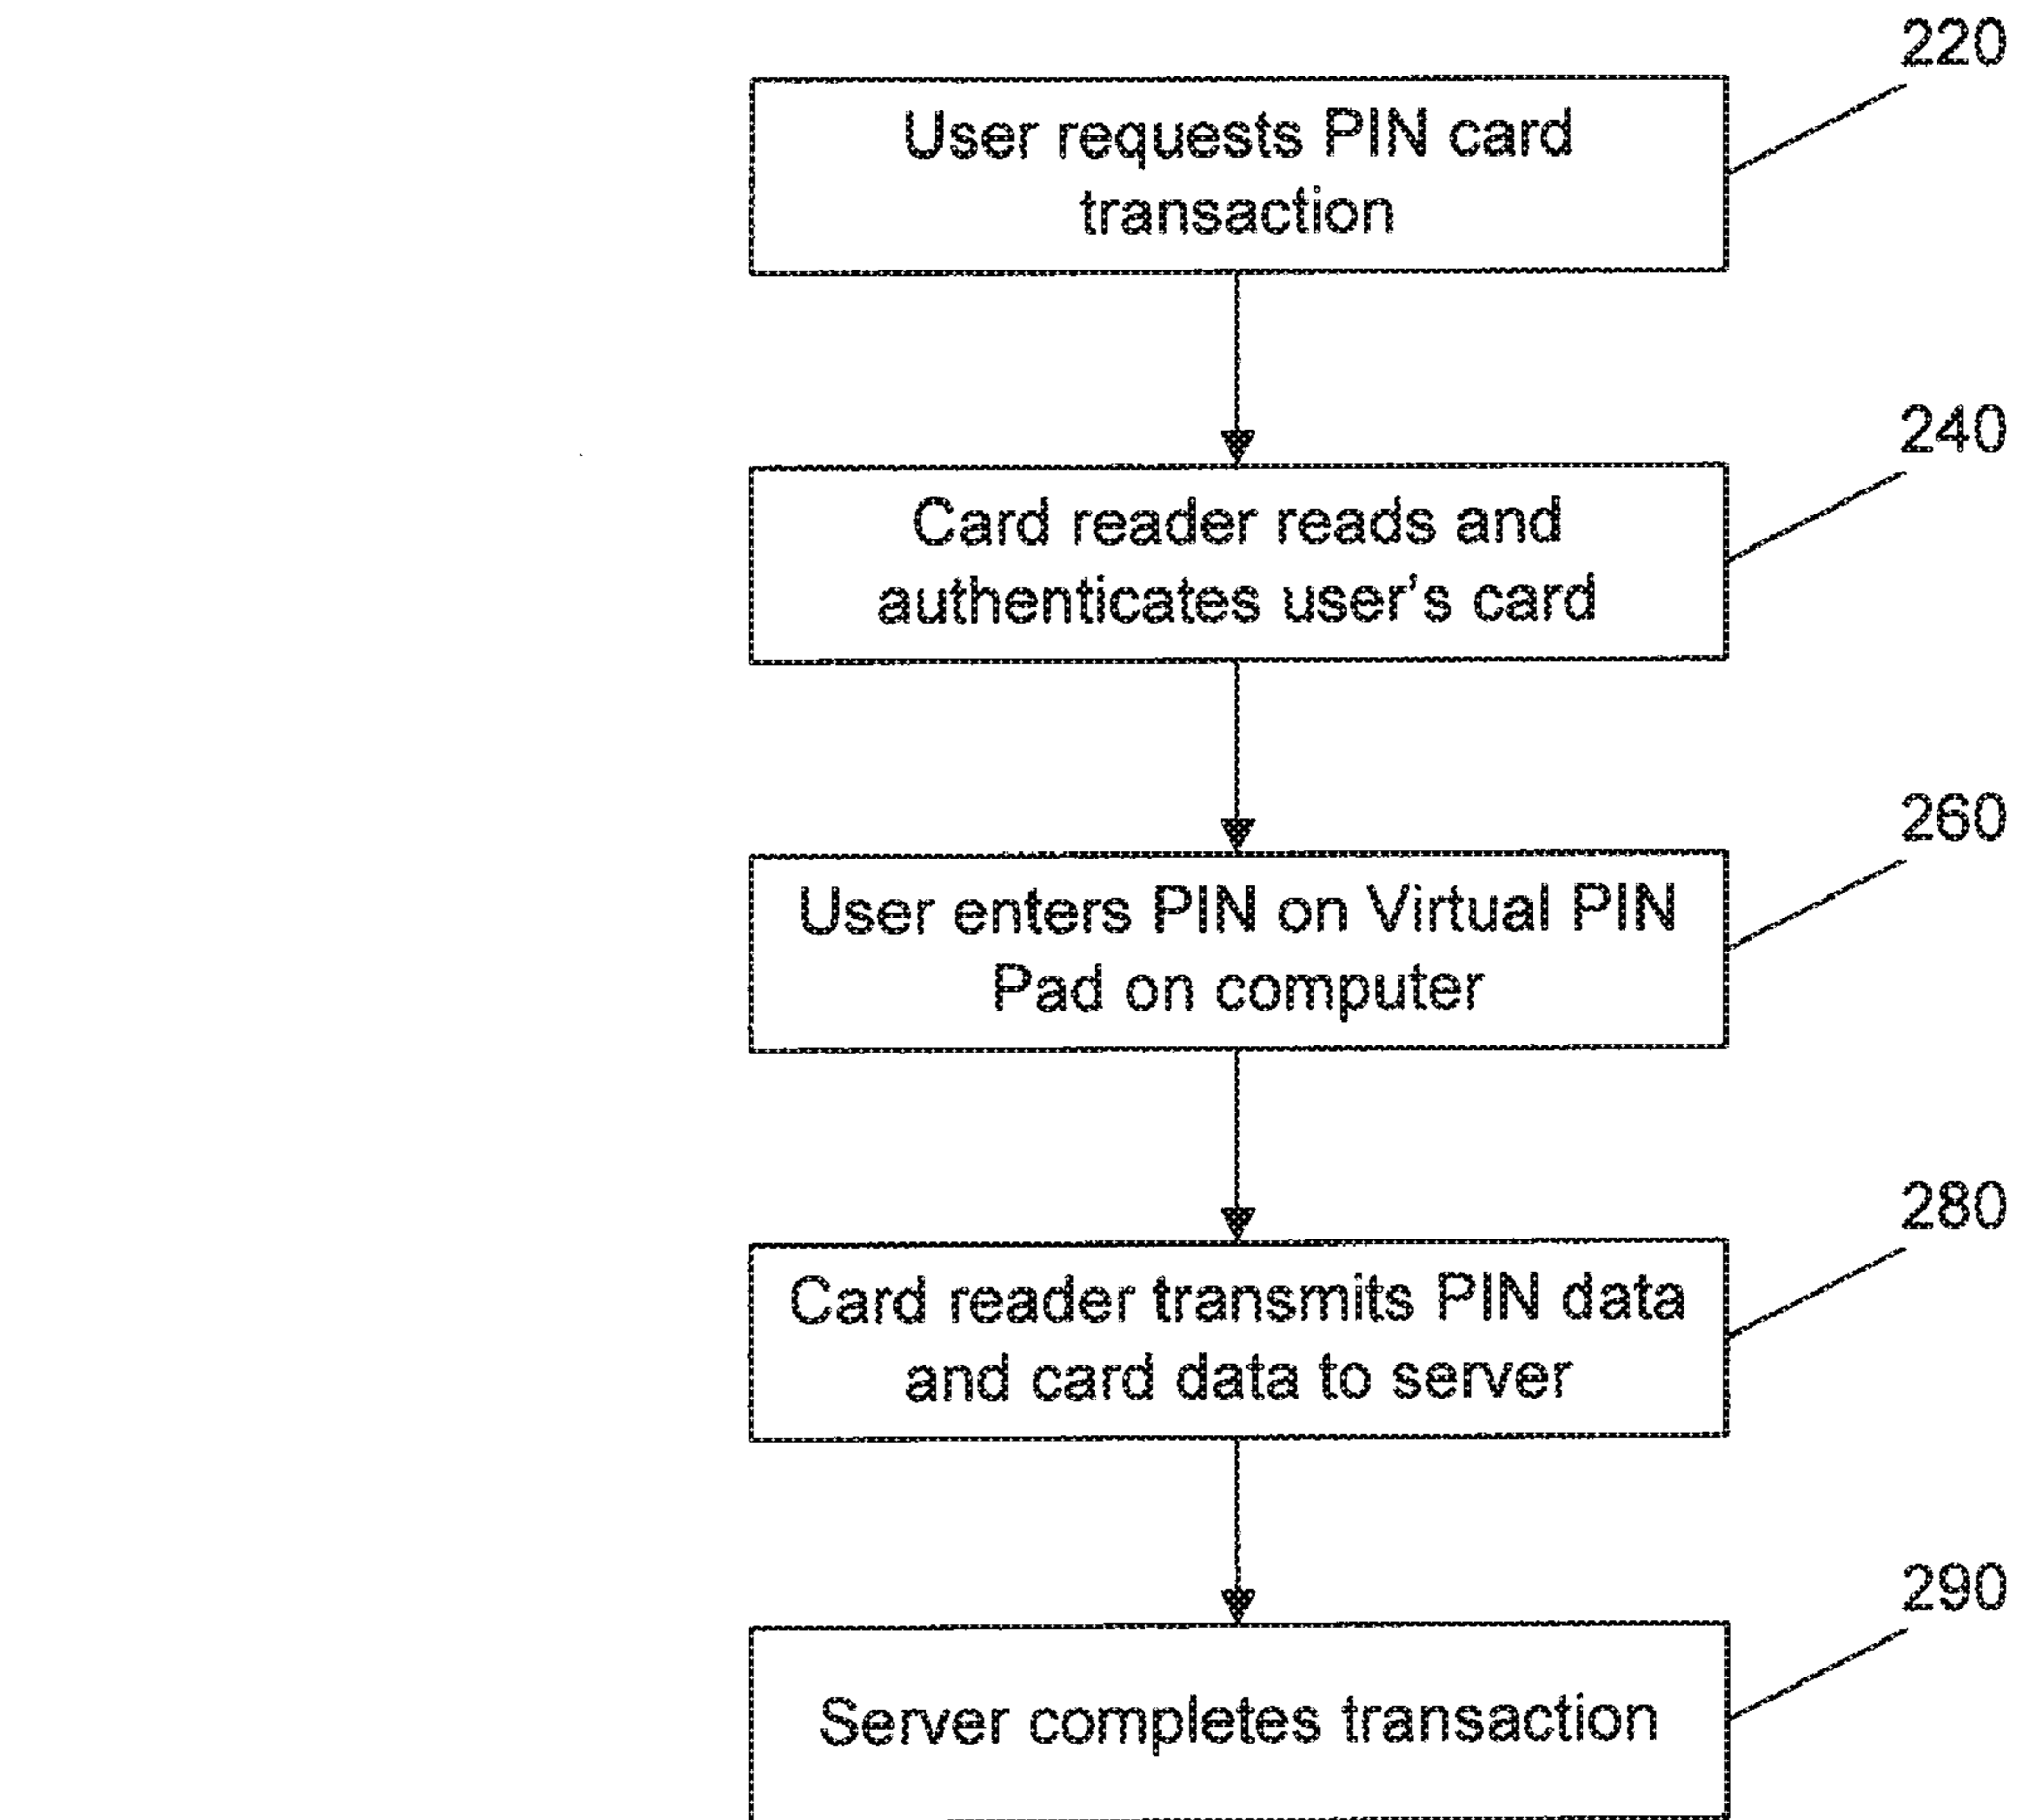 220
User requests PIN card
transaction
240
Card reader reads and
authenticates user's card
260
User enters PIN on Virtual PIN
Pad on computer
280
Card reader transmits PIN data
and card data to server
290
Server completes transaction